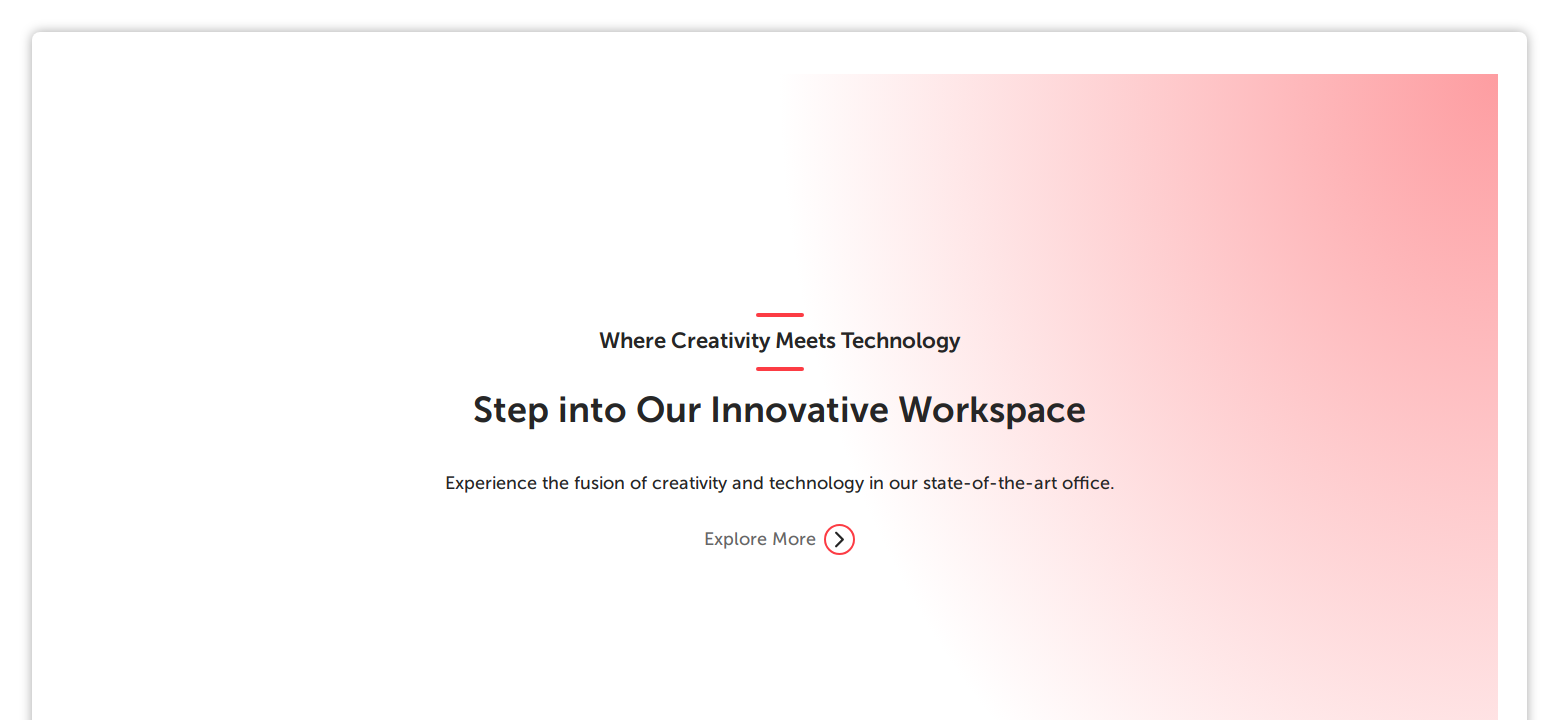 Where Creativity Meets Technology
Step into Our Innovative Workspace
Experience the fusion of creativity and technology in our state-of-the-art office.
Explore More